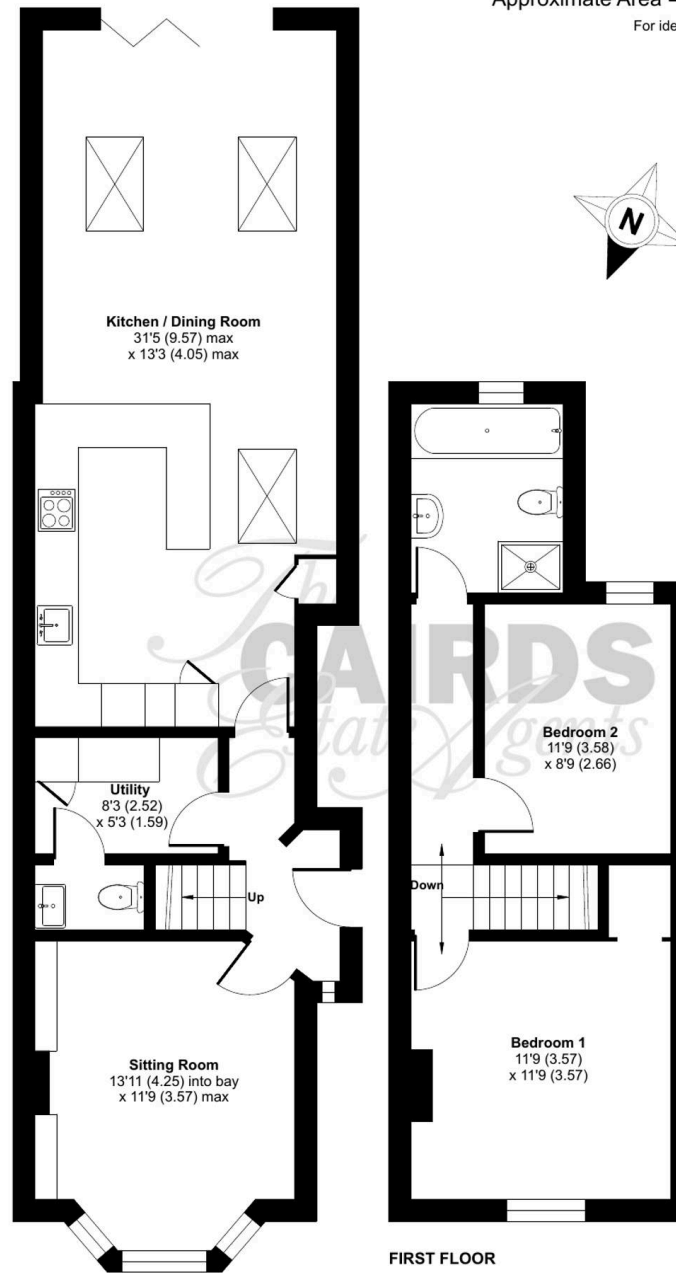 Approximate Area
For ide
N
Kitchen / Dining Room
31'5 (9.57) max
x 13'3 (4.05) max
The
CAIRDS
Estate Agents
Utility
8'3 (2.52)
x 5'3 (1.59)
Up
Sitting Room
13'11 (4.25) into bay
x 11'9 (3.57) max
Bedroom 2
11'9 (3.58)
x 8'9 (2.66)
Down
Bedroom 1
11'9 (3.57)
x 11'9 (3.57)
FIRST FLOOR